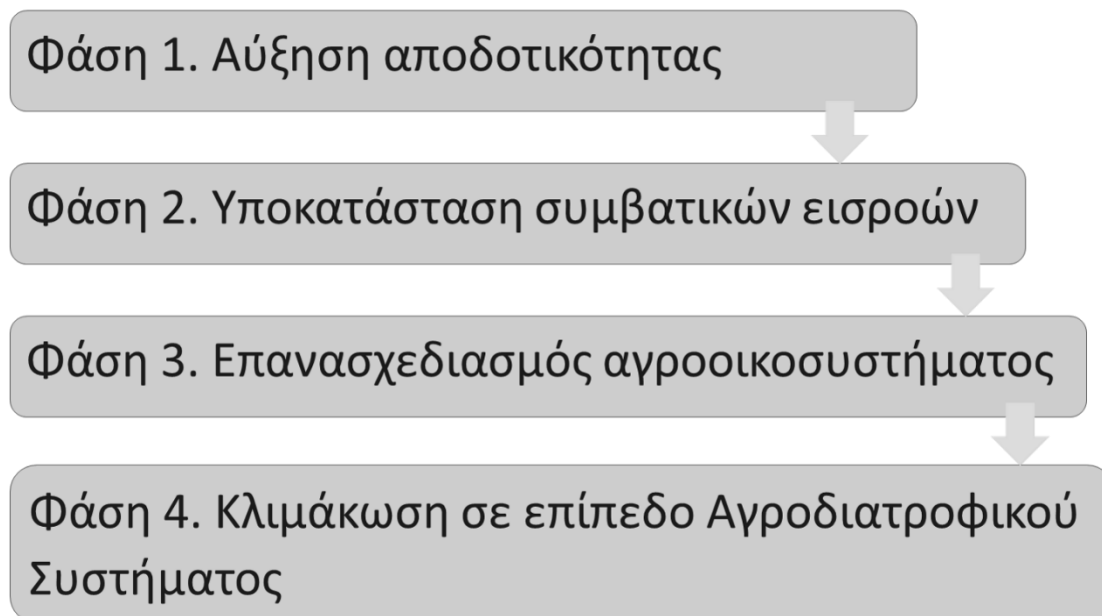 Φάση 1. Αύξηση αποδοτικότητας
Φάση 2. Υποκατάσταση συμβατικών εισροών
Φάση 3. Επανασχεδιασμός αγροοικοσυστήματος
Φάση 4. Κλιμάκωση σε επίπεδο Αγροδιατροφικού
Συστήματος